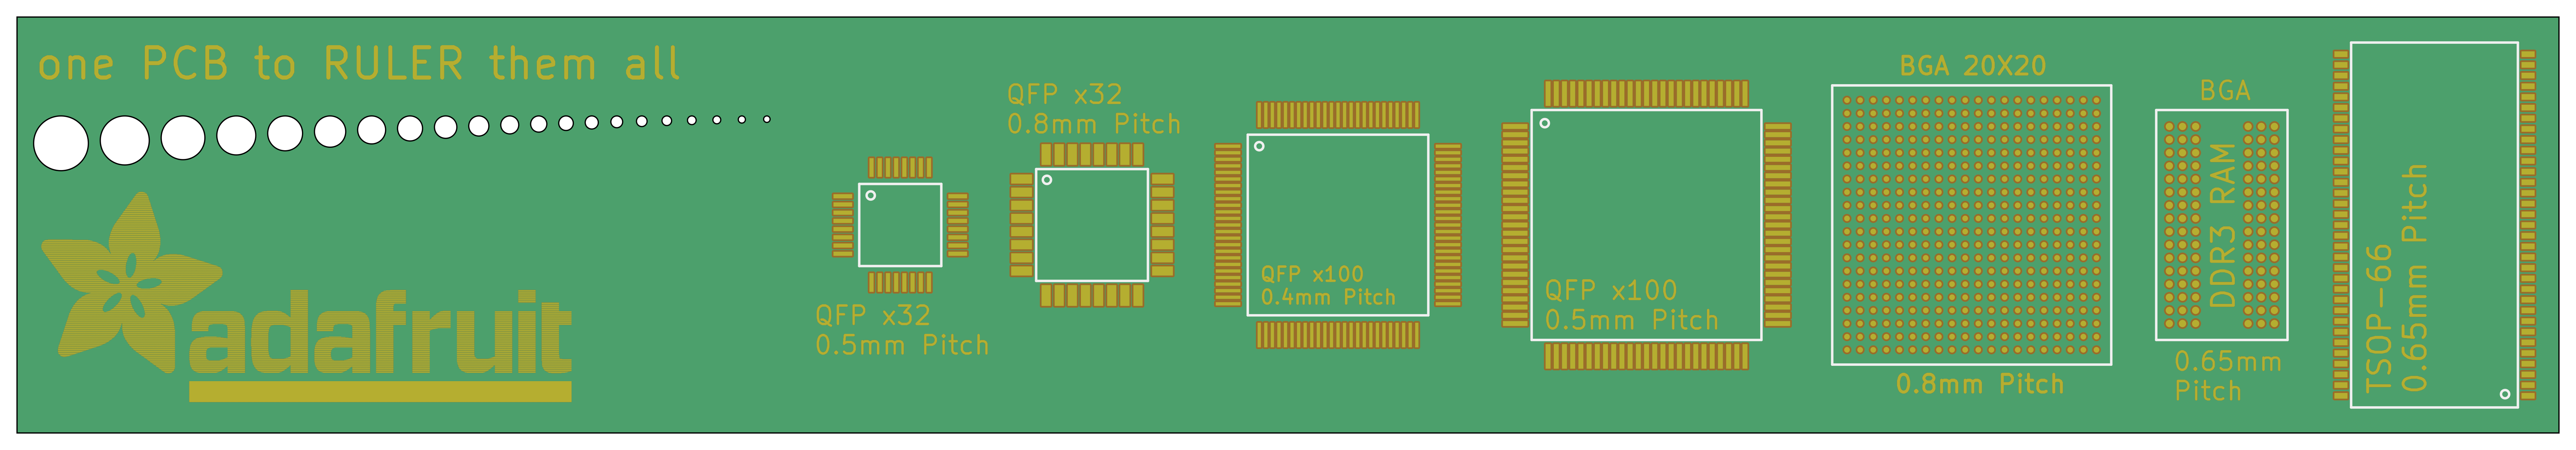 one PCB to RULER them all
adafruit
QFP x32
0.5mm Pitch
QFP x32
0.8mm Pitch
QFP x100
0.4mm Pitch
QFP x100
0.5mm Pitch
BGA 20X20
0.8mm Pitch
BGA
DDR3 RAM
0.65mm
Pitch
TSOP-66
0.65mm Pitch